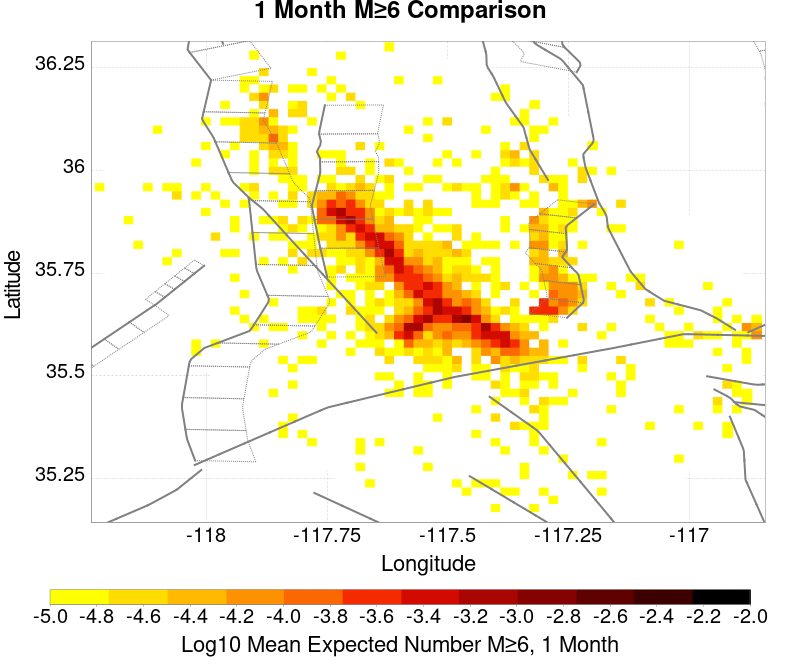 1 Month M≥6 Comparison
36.25
36
35.75
35.5
35.25
Latitude
-118 -117.75 -117.5 -117.25 -117
Longitude
-5.0 -4.8 -4.6 -4.4 -4.2 -4.0 -3.8 -3.6 -3.4 -3.2 -3.0 -2.8 -2.6 -2.4 -2.2 -2.0
Log10 Mean Expected Number M≥6, 1 Month